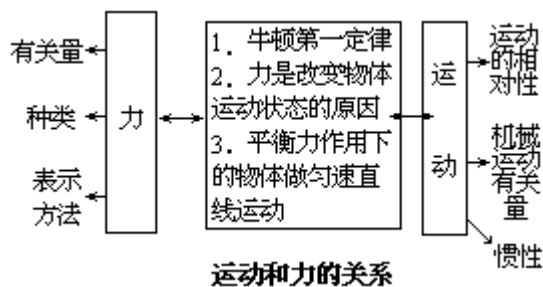 有关量
种类
表示
方法
力
1．牛顿第一定律
2．力是改变物体
运动状态的原因
3．平衡力作用下
的物体做匀速直
线运动
运
动
运动
的相
对性
机械
运动
有关
量
惯性
运动和力的关系